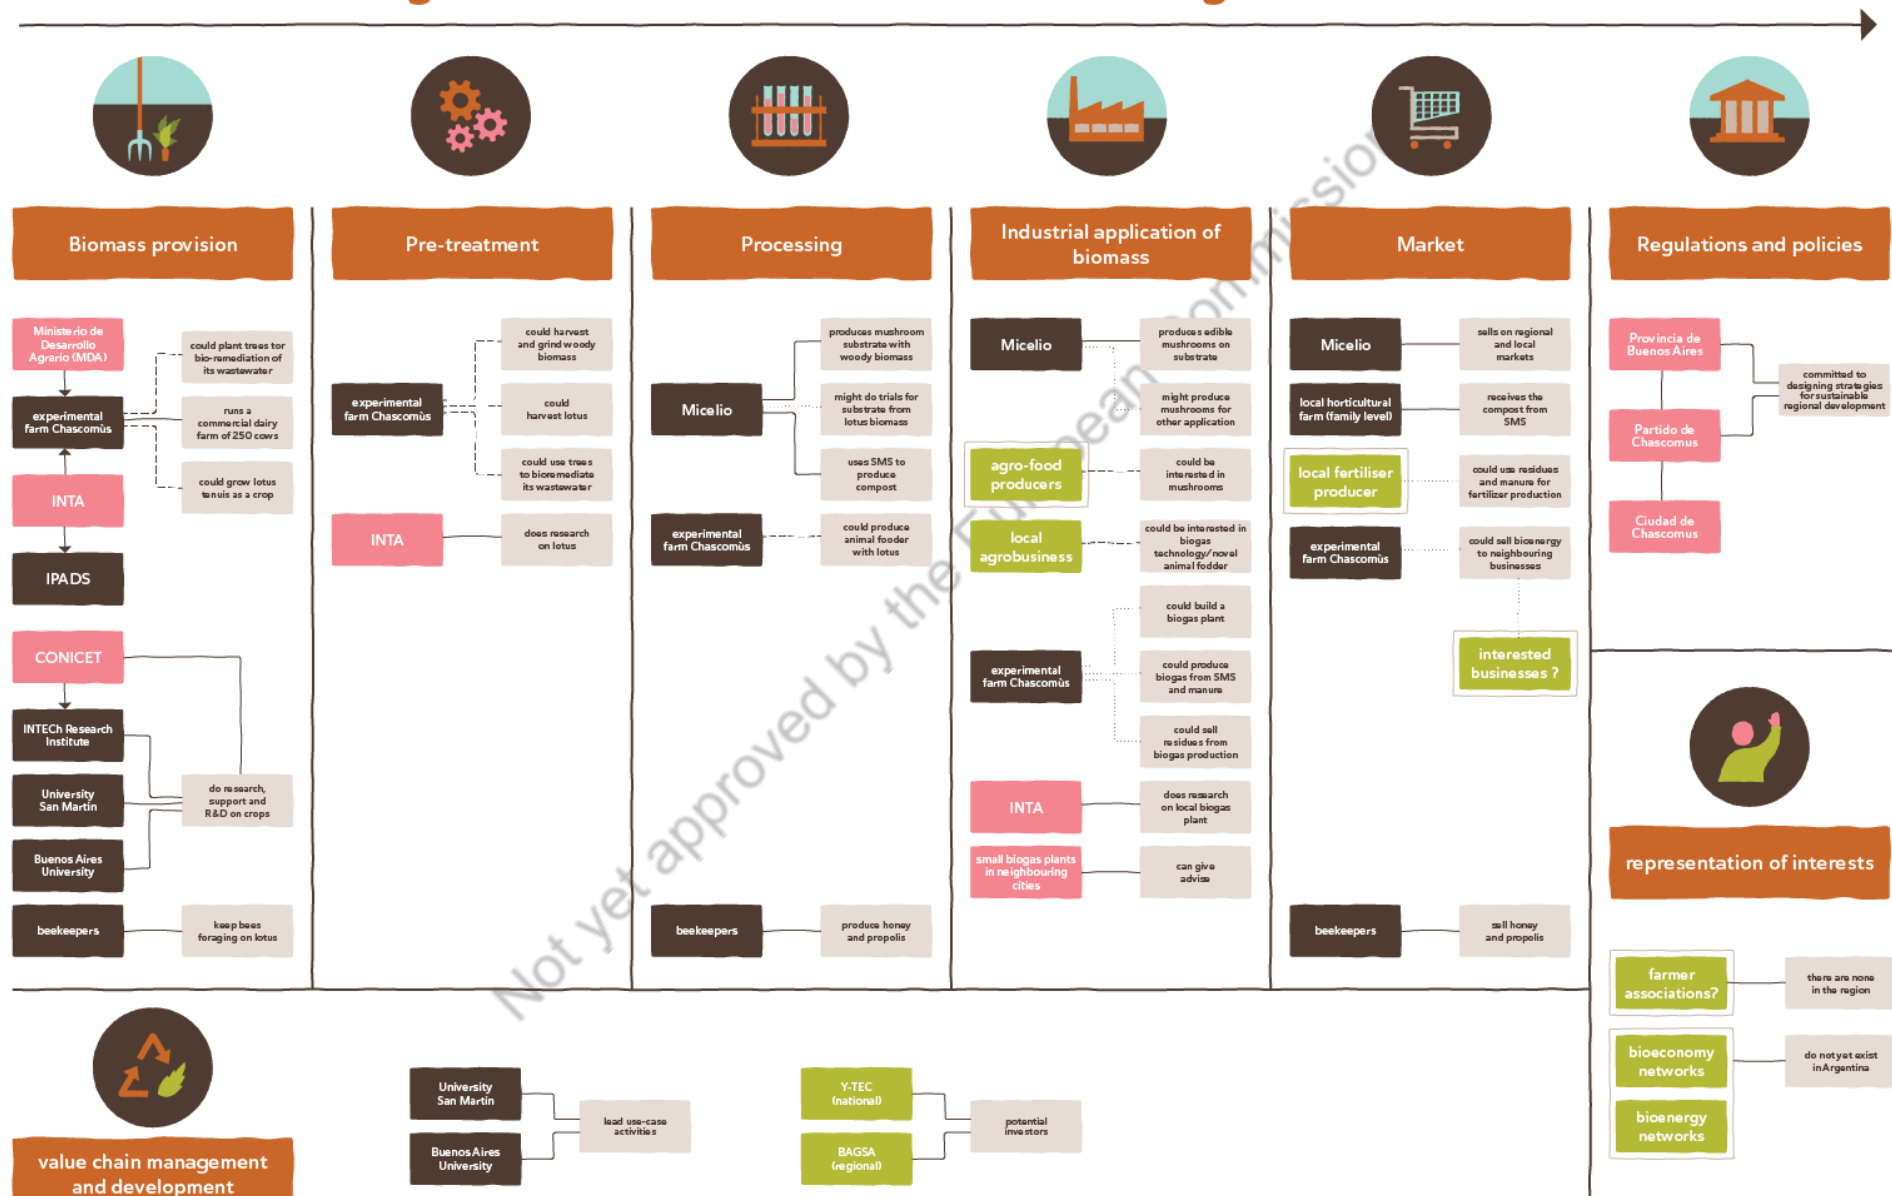 Biomass provision
Pre-treatment
Processing
Industrial application of
biomass
Market
Regulations and policies
Ministerio de
Desarrollo
Agrario (MDA)
could plant trees for
bio-remediation of
its wastewater
experimental
farm Chascomùs
runs a
commercial dairy
farm of 250 cows
could grow lotus
tenuis as a crop
INTA
IPADS
CONICET
INTECh Research
Institute
University
San Martín
do research,
support and
R&D on crops
Buenos Aires
University
beekeepers
keep bees
foraging on lotus
could harvest
and grind woody
biomass
experimental
farm Chascomùs
could
harvest lotus
could use trees
to bioremediate
its wastewater
INTA
does research
on lotus
produces mushroom
substrate with
woody biomass
Micelio
might do trials for
substrate from
lotus biomass
uses SMS to
produce
compost
experimental
farm Chascomùs
could produce
animal fooder
with lotus
beekeepers
produce honey
and propolis
Micelio
produces edible
mushrooms on
substrate
might produce
mushrooms for
other application
agro-food
producers
could be
interested in
mushrooms
local
agrobusiness
could be interested in
biogas
technology/novel
animal fodder
could build a
biogas plant
experimental
farm Chascomùs
could produce
biogas from SMS
and manure
could sell
residues from
biogas production
INTA
does research
on local biogas
plant
small biogas plants
in neighbouring
cities
can give
advise
Micelio
sells on regional
and local
markets
local horticultural
farm (family level)
receives the
compost from
SMS
local fertiliser
producer
could use residues
and manure for
fertilizer production
experimental
farm Chascomùs
could sell bioenergy
to neighbouring
businesses
interested
businesses ?
beekeepers
sell honey
and propolis
Provincia de
Buenos Aires
committed to
designing strategies
for sustainable
regional development
Partido de
Chascomus
Ciudad de
Chascomus
representation of interests
farmer
associations?
there are none
in the region
bioeconomy
networks
do not yet exist
in Argentina
bioenergy
networks
value chain management
and development
University
San Martín
Buenos Aires
University
lead use-case
activities
Y-TEC
(national)
BAGSA
(regional)
potential
investors
Not yet approved by the European Commission